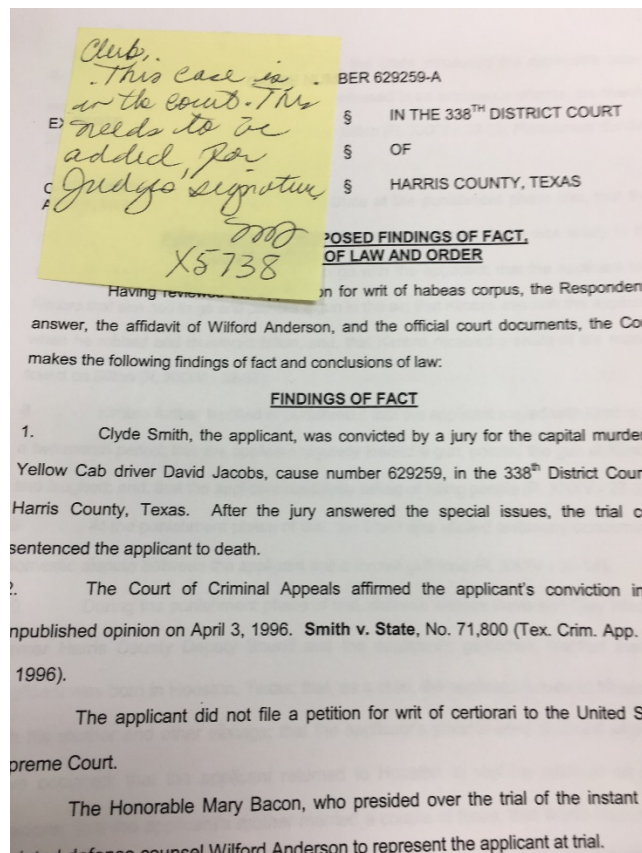 Clerk,
This case is
in the court. This
needs to be
added for
Judge's signature
X5738
BER 629259-A
EX
§ IN THE 338TH DISTRICT COURT
§ OF
§ HARRIS COUNTY, TEXAS
POSED FINDINGS OF FACT,
OF LAW AND ORDER
Having reviewed the application for writ of habeas corpus, the Responden
answer, the affidavit of Wilford Anderson, and the official court documents, the Cou
makes the following findings of fact and conclusions of law:
FINDINGS OF FACT
1. Clyde Smith, the applicant, was convicted by a jury for the capital murder
Yellow Cab driver David Jacobs, cause number 629259, in the 338th District Cour
Harris County, Texas. After the jury answered the special issues, the trial c
sentenced the applicant to death.
2. The Court of Criminal Appeals affirmed the applicant's conviction in
npublished opinion on April 3, 1996. Smith v. State, No. 71,800 (Tex. Crim. App.
1996).
The applicant did not file a petition for writ of certiorari to the United S
preme Court.
The Honorable Mary Bacon, who presided over the trial of the instant
defense counsel Wilford Anderson to represent the applicant at trial.